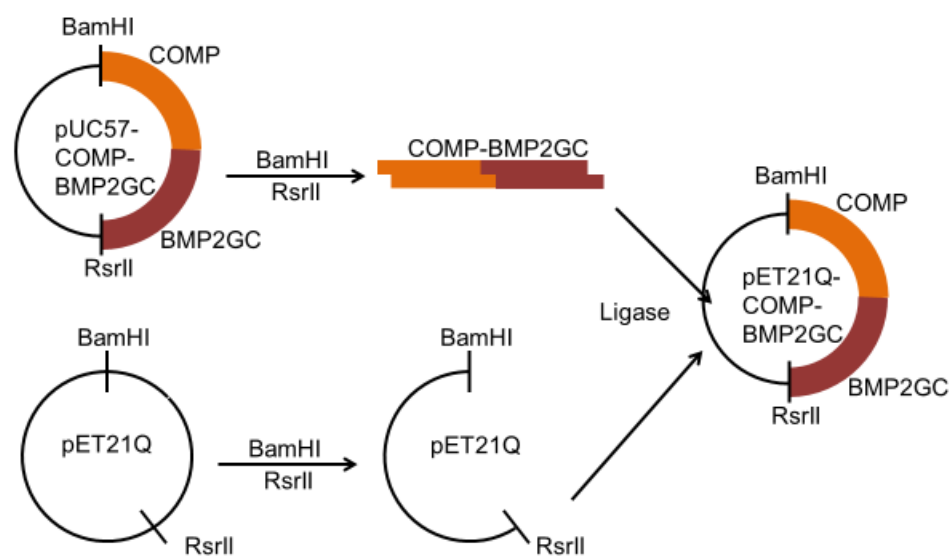 BamHI
COMP
pUC57-
COMP-
BMP2GC
BMP2GC
RsrII
BamHI
RsrII
COMP-BMP2GC
Ligase
BamHI
COMP
pET21Q-
COMP-
BMP2GC
BMP2GC
RsrII
BamHI
pET21Q
RsrII
BamHI
RsrII
BamHI
pET21Q
RsrII